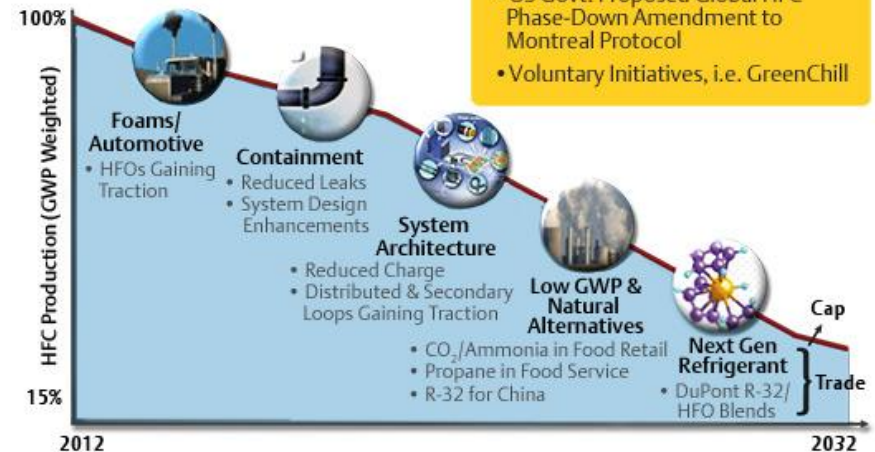 Phase-Down Amendment to
Montreal Protocol
• Voluntary Initiatives, i.e. GreenChill
100%
HFC Production (GWP Weighted)
15%
2012
2032
Foams/
Automotive
• HFOs Gaining
Traction
Containment
• Reduced Leaks
• System Design
Enhancements
System
Architecture
• Reduced Charge
• Distributed & Secondary
Loops Gaining Traction
Low GWP &
Natural
Alternatives
• CO₂/Ammonia in Food Retail
• Propane in Food Service
• R-32 for China
Next Gen
Refrigerant
• DuPont R-32/
HFO Blends
Cap
Trade